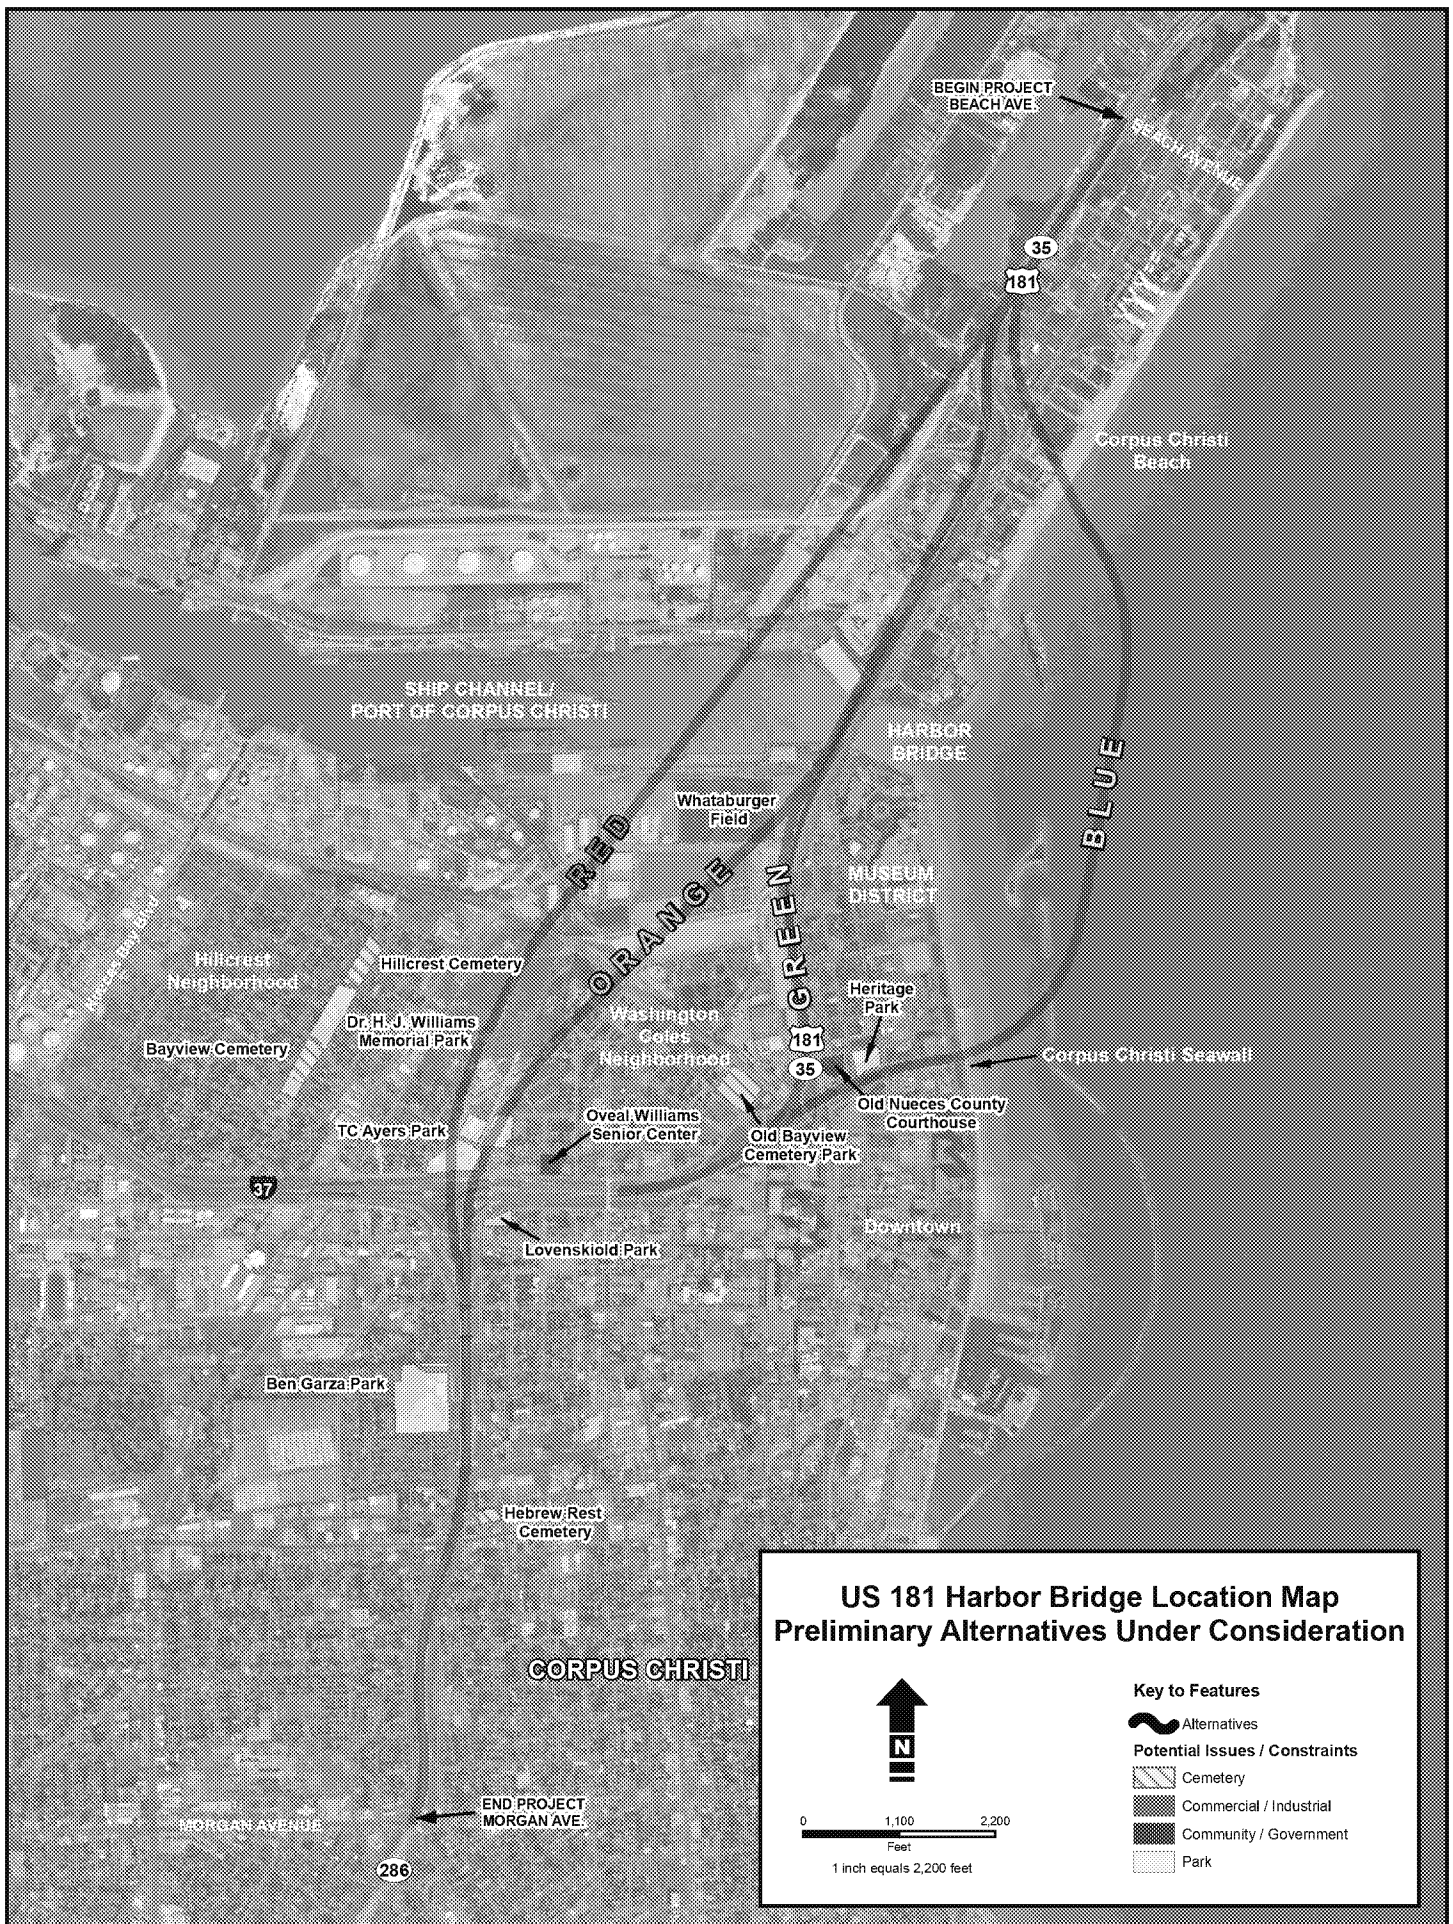 BEGIN PROJECT
BEACH AVE.
BEACH AVENUE
35
181
Corpus Christi
Beach
SHIP CHANNEL/
PORT OF CORPUS CHRISTI
HARBOR
BRIDGE
BLUE
Whataburger
Field
RED
ORANGE
GREEN
MUSEUM
DISTRICT
Hillcrest
Neighborhood
Hillcrest Cemetery
Heritage
Park
Dr. H. J. Williams
Memorial Park
Washington
Coles
Neighborhood
Bayview Cemetery
181
35
Corpus Christi Seawall
Old Nueces County
Courthouse
Oveal Williams
Senior Center
TC Ayers Park
Old Bayview
Cemetery Park
37
Downtown
Lovenskiold Park
Ben Garza Park
Hebrew Rest
Cemetery
CORPUS CHRISTI
END PROJECT
MORGAN AVE.
MORGAN AVENUE
286
US 181 Harbor Bridge Location Map
Preliminary Alternatives Under Consideration
N
0 1,100 2,200
Feet
1 inch equals 2,200 feet
Key to Features
Alternatives
Potential Issues / Constraints
Cemetery
Commercial / Industrial
Community / Government
Park